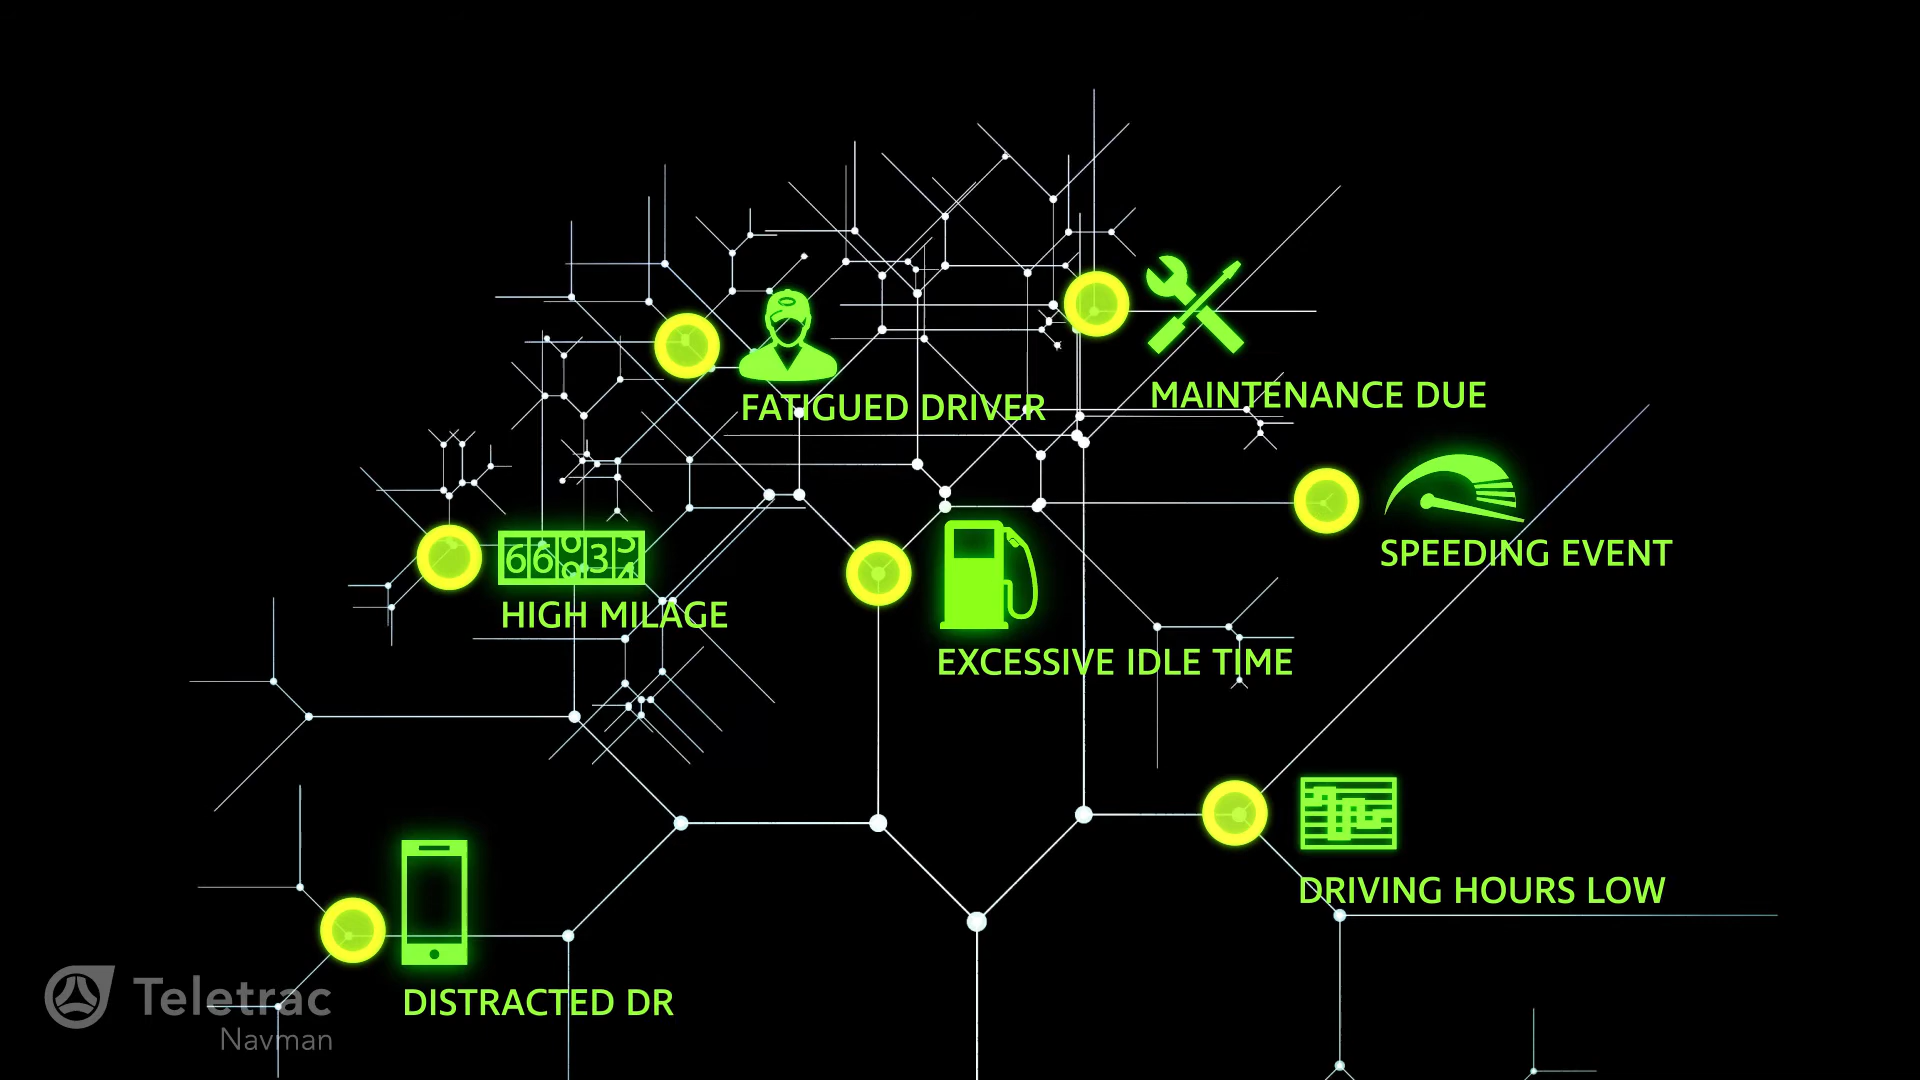 FATIGUED DRIVER
MAINTENANCE DUE
SPEEDING EVENT
HIGH MILAGE
EXCESSIVE IDLE TIME
DRIVING HOURS LOW
DISTRACTED DR
Teletrac
Navman